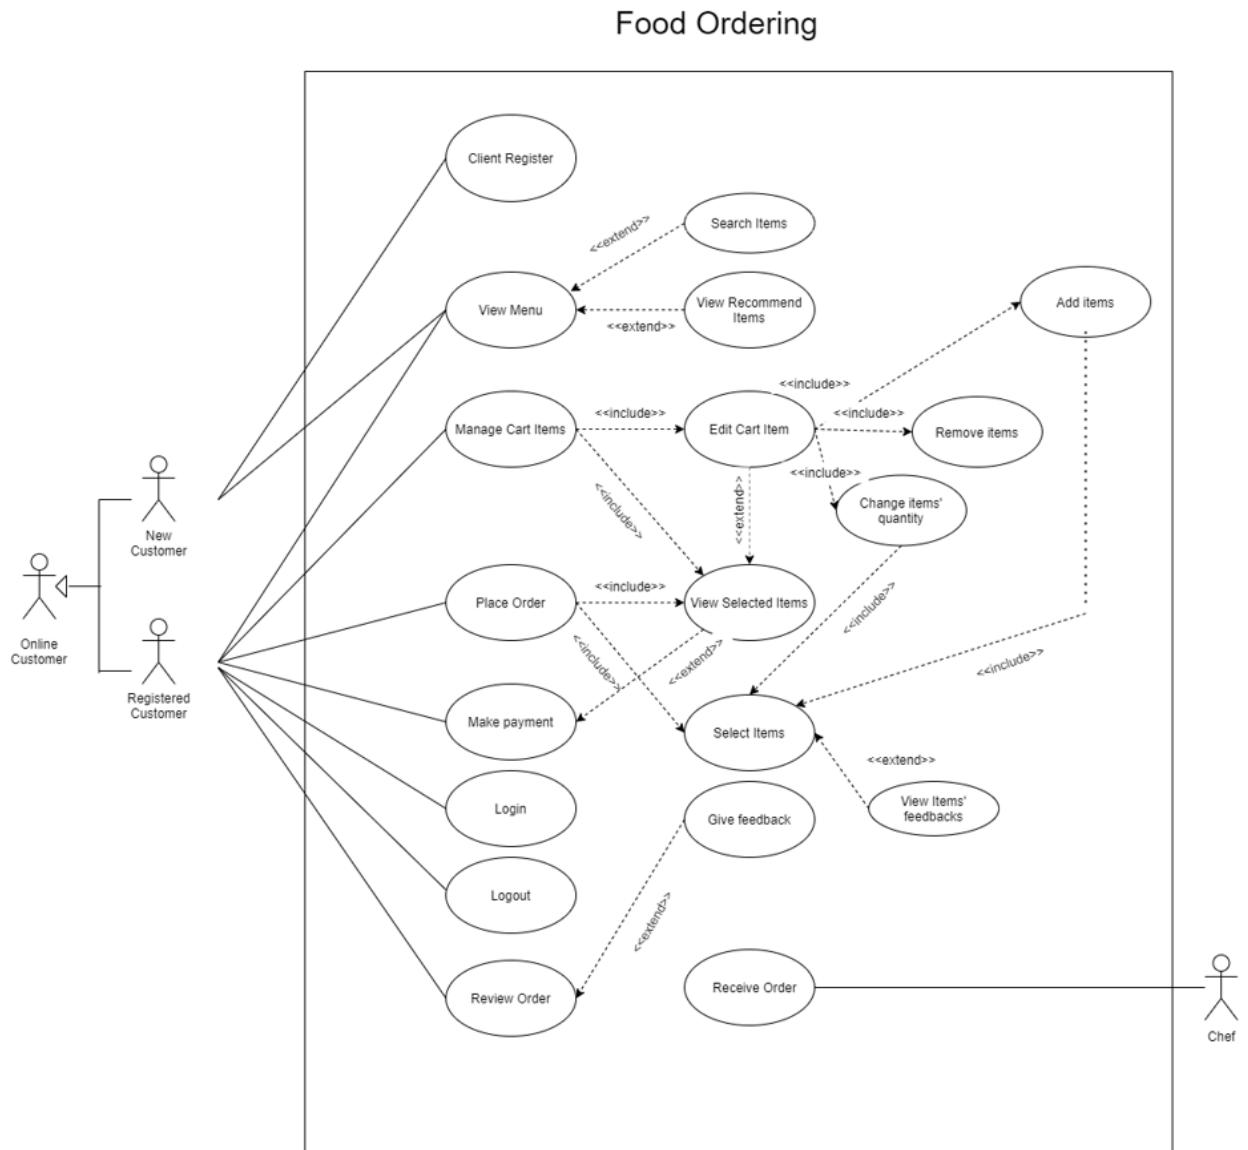 Food Ordering
Client Register
<<extend>>
Search Items
View Menu
<<extend>>
View Recommend
Items
Add items
<<include>>
Manage Cart Items
<<include>>
Edit Cart Item
<<include>>
Remove items
<<include>>
<<include>>
<<extend>>
Change items'
quantity
New
Customer
Online
Customer
Registered
Customer
Place Order
<<include>>
View Selected Items
<<include>>
<<include>>
<<extend>>
<<include>>
Make payment
Select Items
<<extend>>
View Items'
feedbacks
Login
Give feedback
Logout
<<extend>>
Review Order
Receive Order
Chef